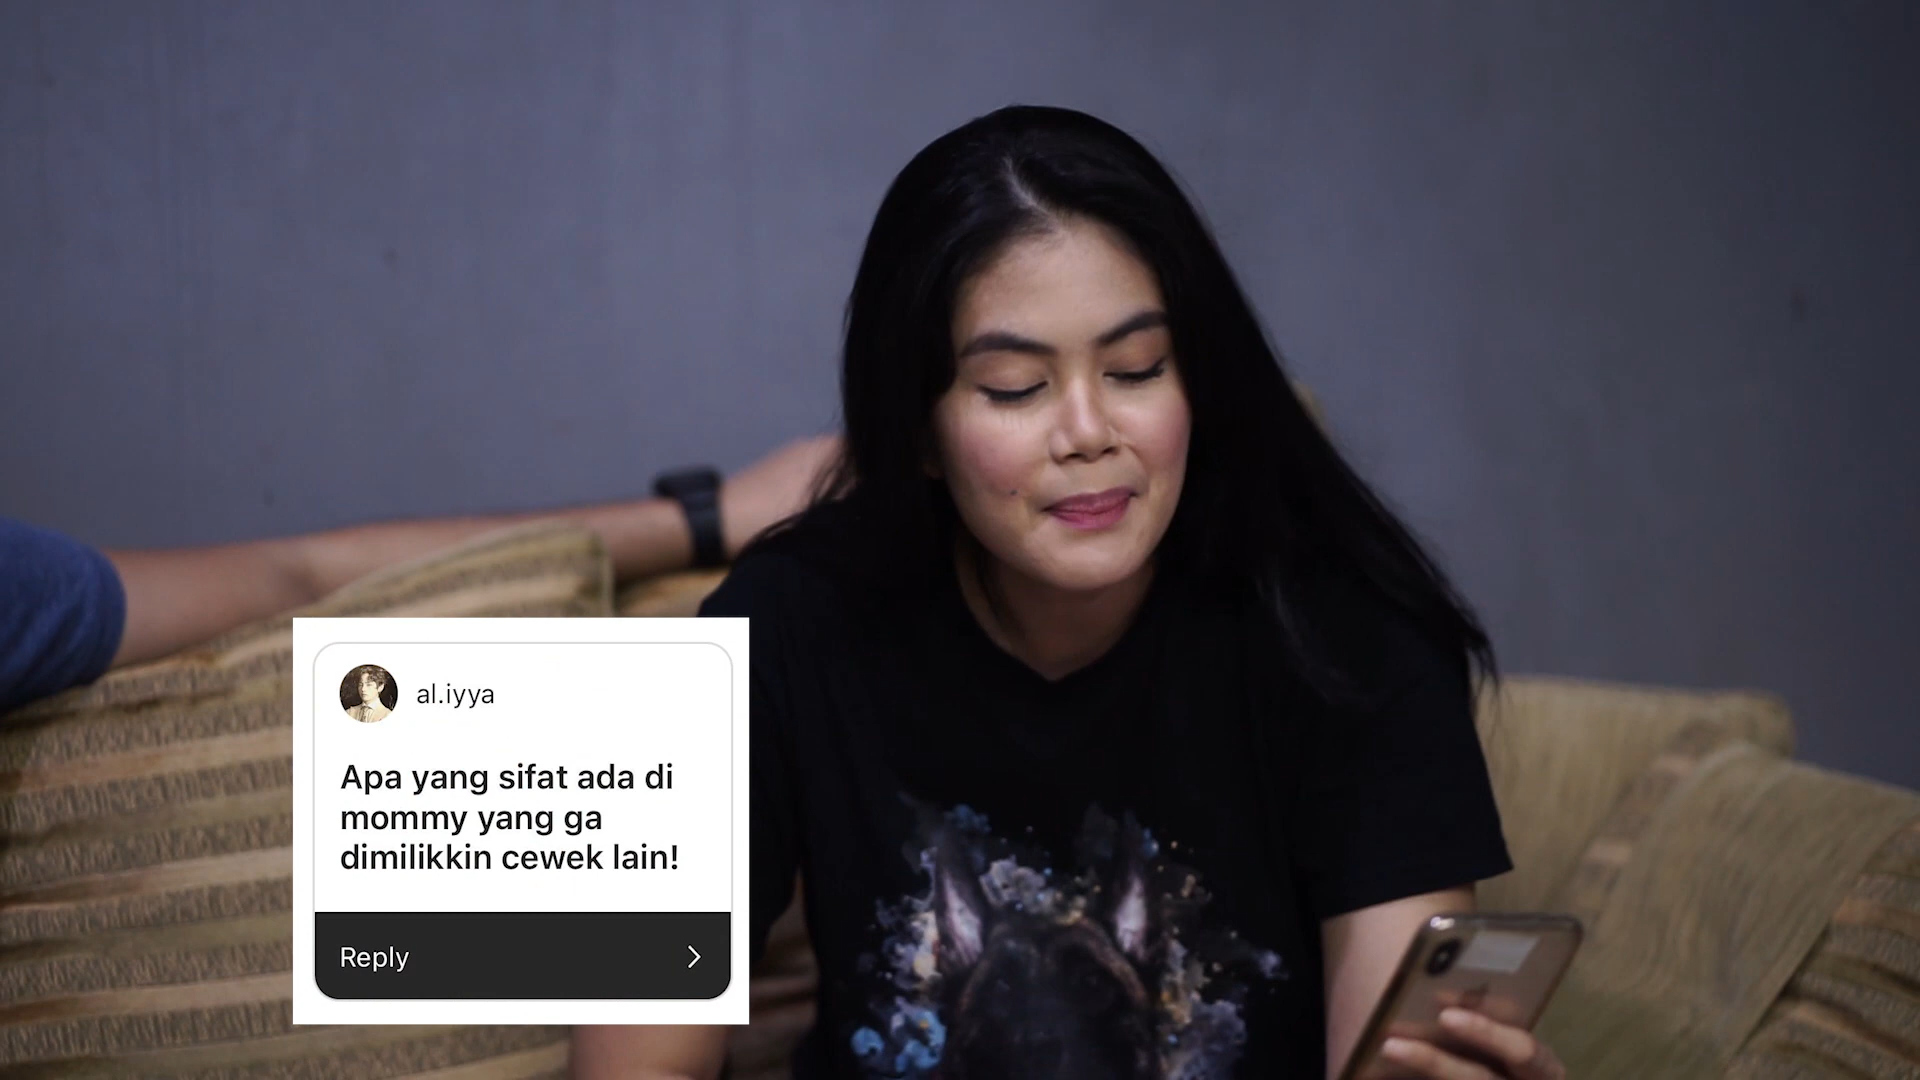 al.iyya
Apa yang sifat ada di
mommy yang ga
dimilikkin cewek lain!
Reply